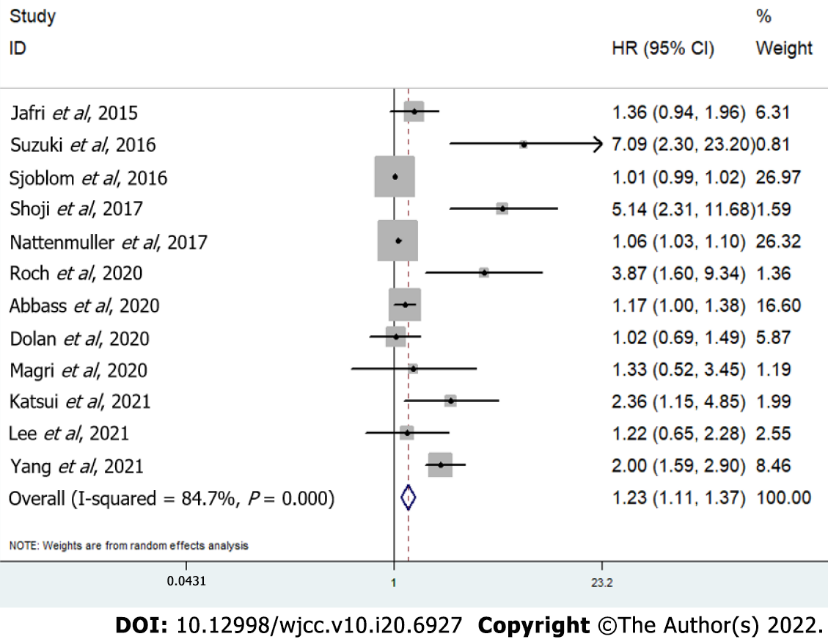 Study %
ID HR (95% CI) Weight
Jafri et al, 2015 1.36 (0.94, 1.96) 6.31
Suzuki et al, 2016 7.09 (2.30, 23.20) 0.81
Sjoblom et al, 2016 1.01 (0.99, 1.02) 26.97
Shoji et al, 2017 5.14 (2.31, 11.68) 1.59
Nattenmuller et al, 2017 1.06 (1.03, 1.10) 26.32
Roch et al, 2020 3.87 (1.60, 9.34) 1.36
Abbass et al, 2020 1.17 (1.00, 1.38) 16.60
Dolan et al, 2020 1.02 (0.69, 1.49) 5.87
Magri et al, 2020 1.33 (0.52, 3.45) 1.19
Katsui et al, 2021 2.36 (1.15, 4.85) 1.99
Lee et al, 2021 1.22 (0.65, 2.28) 2.55
Yang et al, 2021 2.00 (1.59, 2.90) 8.46
Overall (I-squared = 84.7%, P = 0.000) 1.23 (1.11, 1.37) 100.00
NOTE: Weights are from random effects analysis
0.0431 1 23.2
DOI: 10.12998/wjcc.v10.i20.6927 Copyright ©The Author(s) 2022.